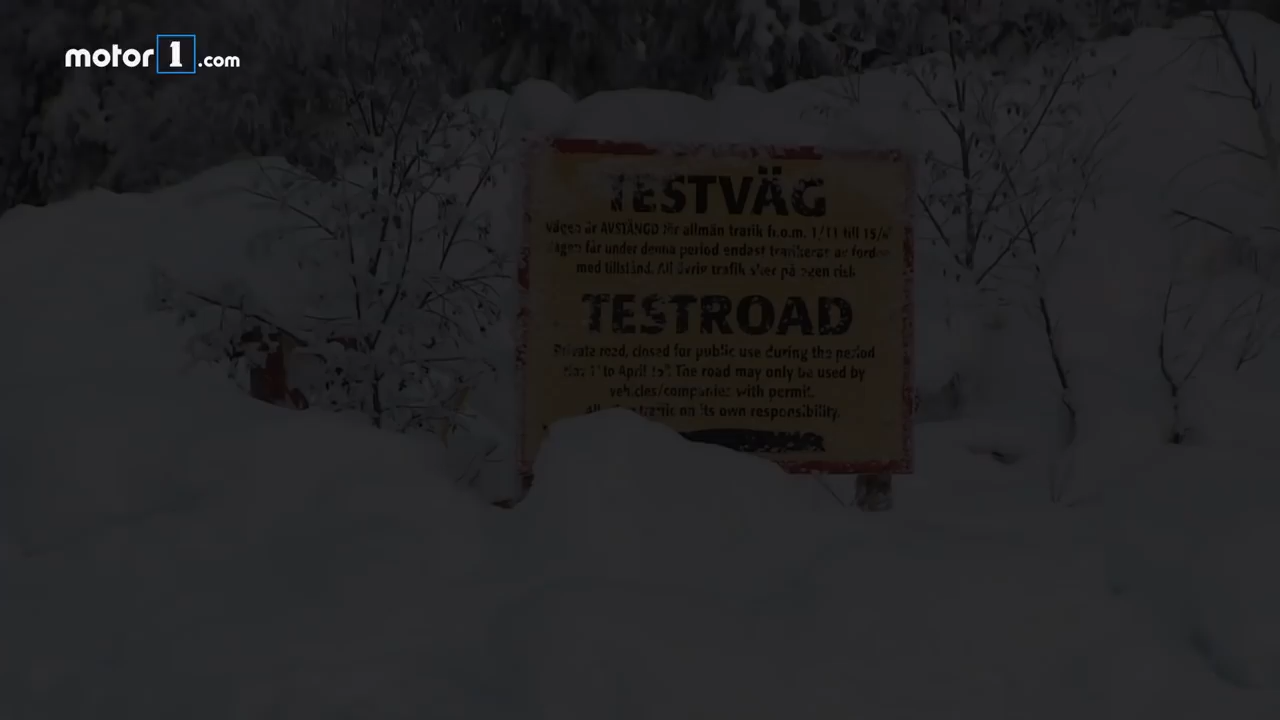 motor1.com
TESTVÄG
Vägen är AVSTÄNGD för allmän trafik fr.o.m. 1/11 till 15/4
Vägen får under denna period endast trafikeras av fordon
med tillstånd. All övrig trafik sker på egen risk
TESTROAD
Private road, closed for public use during the period
to April The road may only be used by
vehicles/companies with permit.
traffic on its own responsibility.